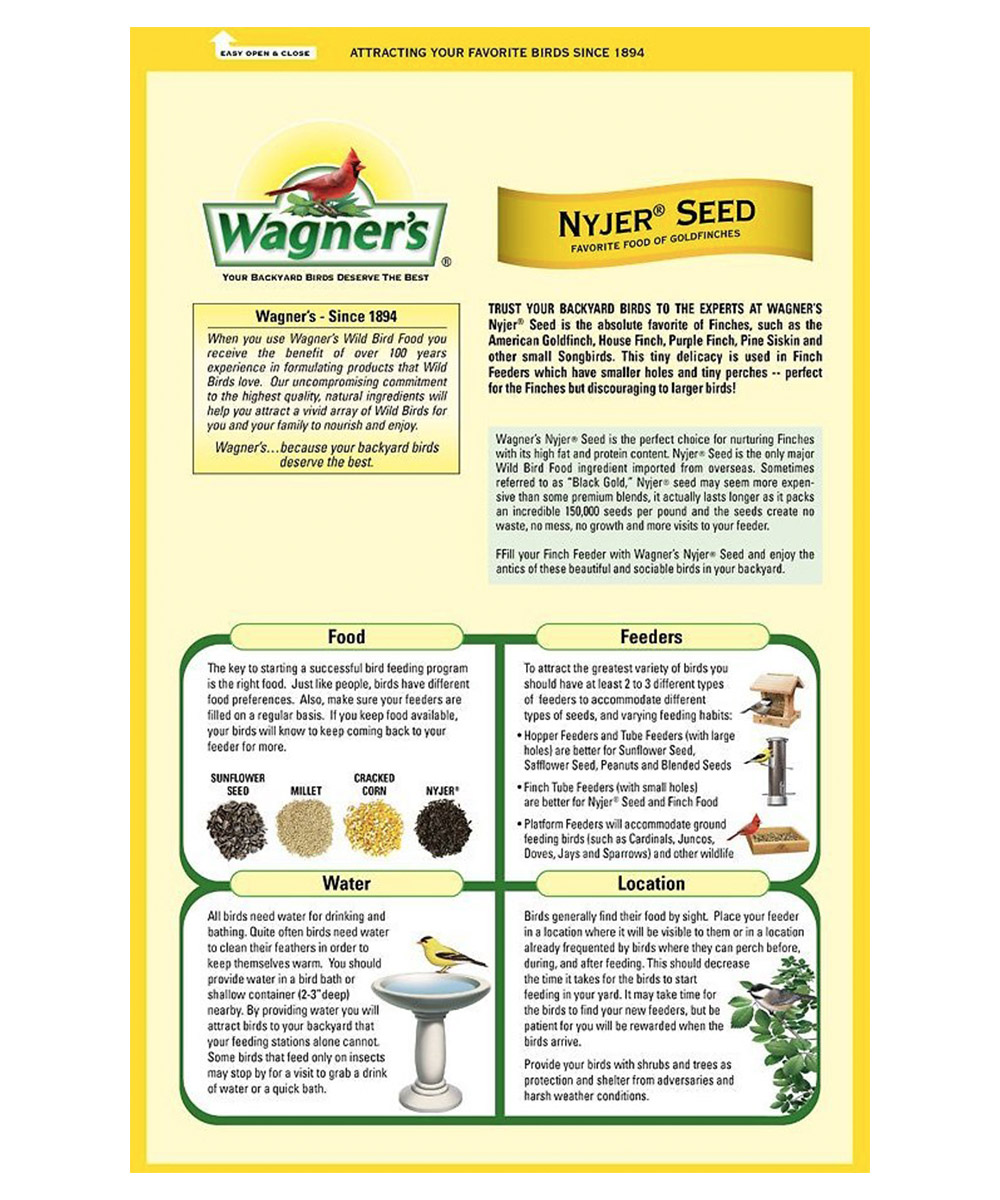 EASY OPEN & CLOSE
ATTRACTING YOUR FAVORITE BIRDS SINCE 1894
Wagner's®
YOUR BACKYARD BIRDS DESERVE THE BEST
NYJER® SEED
FAVORITE FOOD OF GOLDFINCHES
Wagner's - Since 1894
When you use Wagner's Wild Bird Food you
receive the benefit of over 100 years
experience in formulating products that Wild
Birds love. Our uncompromising commitment
to the highest quality, natural ingredients will
help you attract a vivid array of Wild Birds for
you and your family to nourish and enjoy.
Wagner's...because your backyard birds
deserve the best.
TRUST YOUR BACKYARD BIRDS TO THE EXPERTS AT WAGNER'S
Nyjer® Seed is the absolute favorite of Finches, such as the
American Goldfinch, House Finch, Purple Finch, Pine Siskin and
other small Songbirds. This tiny delicacy is used in Finch
Feeders which have smaller holes and tiny perches -- perfect
for the Finches but discouraging to larger birds!
Wagner's Nyjer® Seed is the perfect choice for nurturing Finches
with its high fat and protein content. Nyjer® Seed is the only major
Wild Bird Food ingredient imported from overseas. Sometimes
referred to as "Black Gold," Nyjer® seed may seem more expen-
sive than some premium blends, it actually lasts longer as it packs
an incredible 150,000 seeds per pound and the seeds create no
waste, no mess, no growth and more visits to your feeder.
FFill your Finch Feeder with Wagner's Nyjer® Seed and enjoy the
antics of these beautiful and sociable birds in your backyard.
Food
The key to starting a successful bird feeding program
is the right food. Just like people, birds have different
food preferences. Also, make sure your feeders are
filled on a regular basis. If you keep food available,
your birds will know to keep coming back to your
feeder for more.
SUNFLOWER
SEED
MILLET
CRACKED
CORN
NYJER®
Feeders
To attract the greatest variety of birds you
should have at least 2 to 3 different types
of feeders to accommodate different
types of seeds, and varying feeding habits:
• Hopper Feeders and Tube Feeders (with large
holes) are better for Sunflower Seed,
Safflower Seed, Peanuts and Blended Seeds
• Finch Tube Feeders (with small holes)
are better for Nyjer® Seed and Finch Food
• Platform Feeders will accommodate ground
feeding birds (such as Cardinals, Juncos,
Doves, Jays and Sparrows) and other wildlife
Water
All birds need water for drinking and
bathing. Quite often birds need water
to clean their feathers in order to
keep themselves warm. You should
provide water in a bird bath or
shallow container (2-3"deep)
nearby. By providing water you will
attract birds to your backyard that
your feeding stations alone cannot.
Some birds that feed only on insects
may stop by for a visit to grab a drink
of water or a quick bath.
Location
Birds generally find their food by sight. Place your feeder
in a location where it will be visible to them or in a location
already frequented by birds where they can perch before,
during, and after feeding. This should decrease
the time it takes for the birds to start
feeding in your yard. It may take time for
the birds to find your new feeders, but be
patient for you will be rewarded when the
birds arrive.
Provide your birds with shrubs and trees as
protection and shelter from adversaries and
harsh weather conditions.